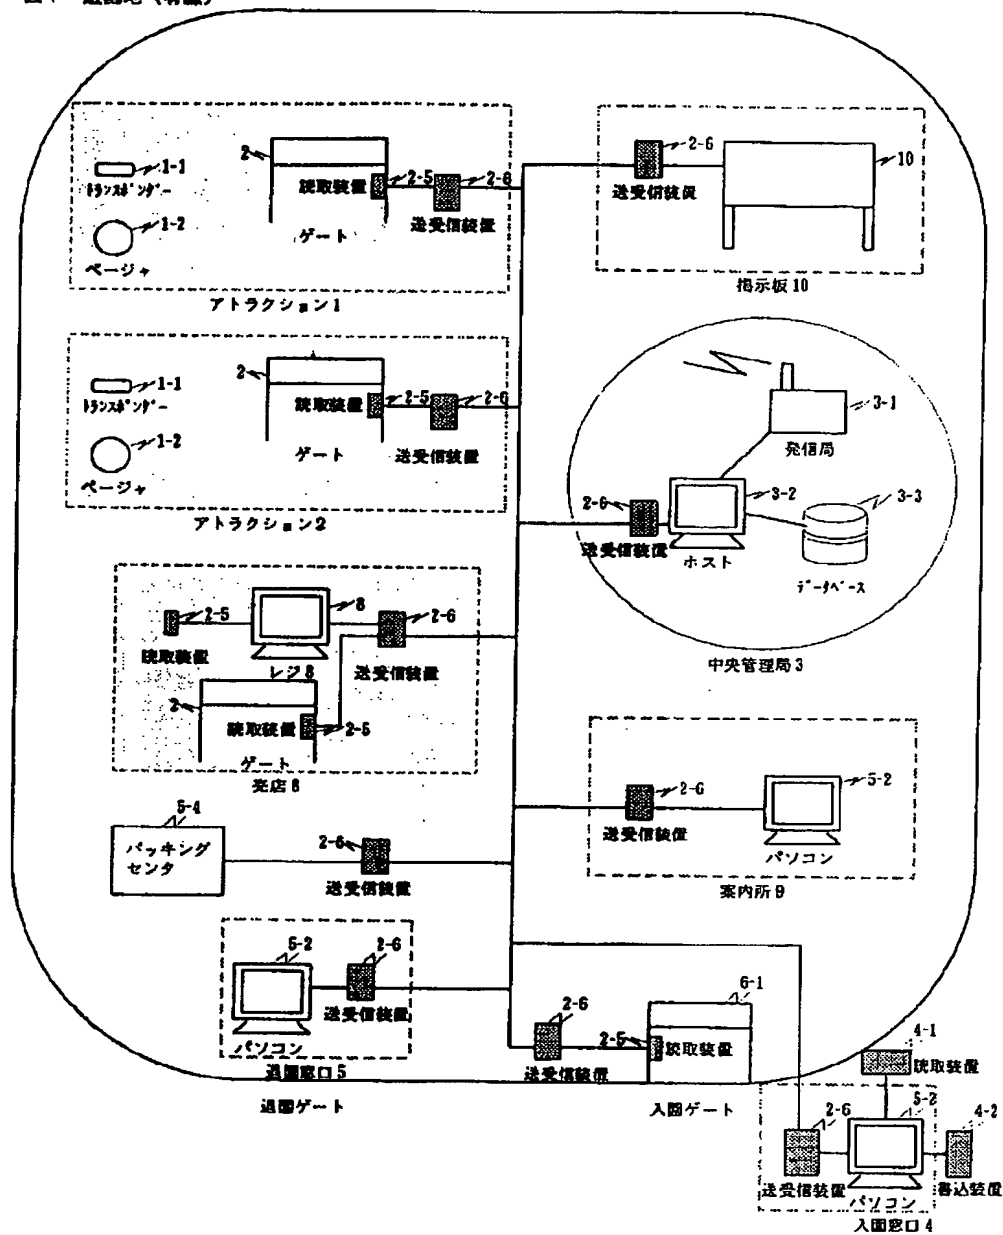 2
1-1
トランスポンダー
読取装置
2-5
2-6
送受信装置
ゲート
1-2
ページャ
アトラクション1
2-6
送受信装置
10
掲示板10
2
1-1
トランスポンダー
読取装置
2-5
2-6
送受信装置
ゲート
1-2
ページャ
アトラクション2
3-1
発信局
2-6
送受信装置
3-2
ホスト
3-3
データベース
中央管理局3
2-5
読取装置
8
レジ8
2-6
送受信装置
2
読取装置
2-5
ゲート
売店8
2-6
送受信装置
5-2
パソコン
案内所9
5-4
パッキング
センタ
2-6
送受信装置
5-2
パソコン
2-6
送受信装置
退園窓口5
退園ゲート
2-6
送受信装置
2-5
読取装置
6-1
入園ゲート
4-1
読取装置
2-6
送受信装置
5-2
パソコン
4-2
書込装置
入園窓口4